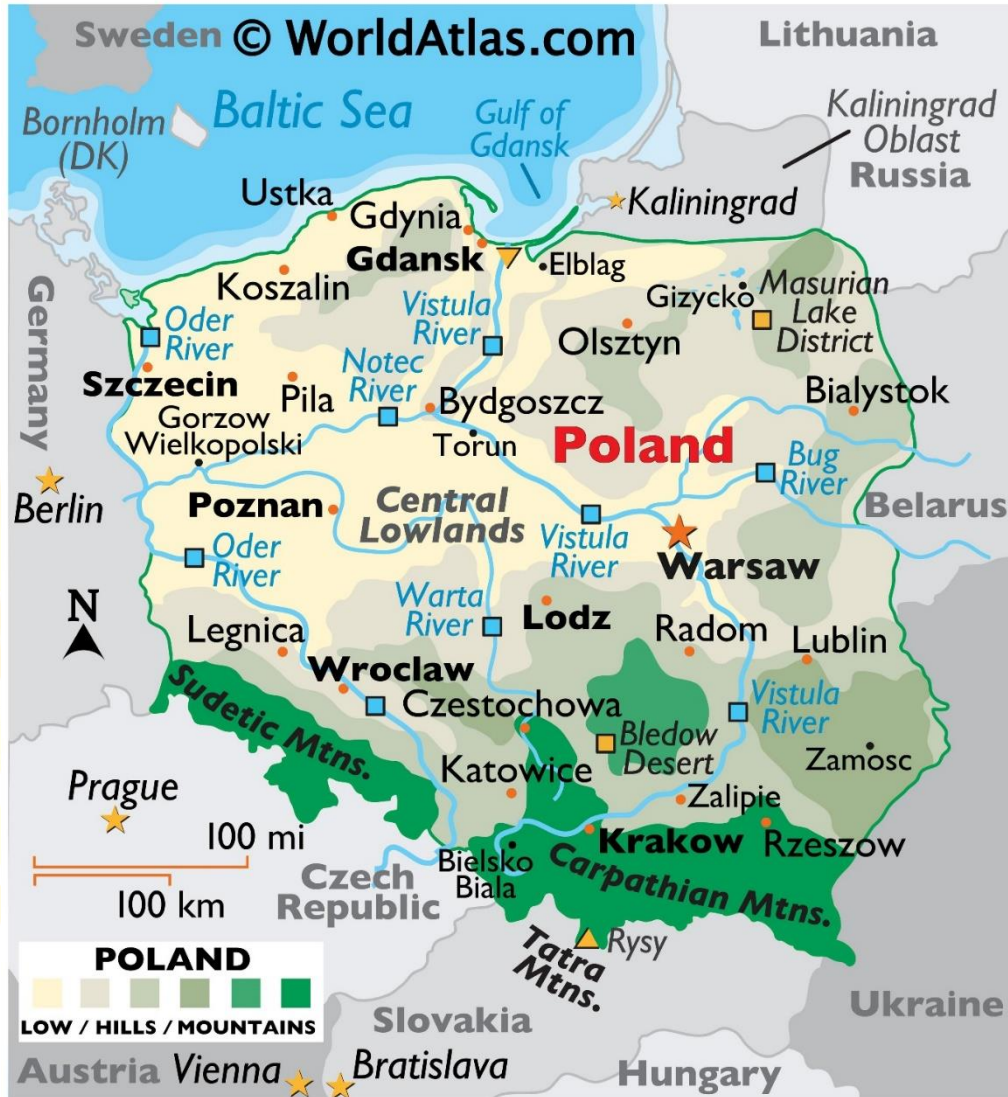 Sweden
© WorldAtlas.com
Lithuania
Bornholm
(DK)
Baltic Sea
Gulf of
Gdansk
Kaliningrad
Oblast
Russia
Ustka
Gdynia
Kaliningrad
Gdansk
Elblag
Koszalin
Germany
Vistula
River
Gizycko
Masurian
Lake
District
Oder
River
Olsztyn
Notec
River
Szczecin
Pila
Bialystok
Gorzow
Wielkopolski
Bydgoszcz
Torun
Poland
Bug
River
Berlin
Poznan
Central
Lowlands
Belarus
Oder
River
Vistula
River
Warsaw
N
Warta
River
Lodz
Legnica
Radom
Lublin
Wroclaw
Sudetic Mtns.
Czestochowa
Vistula
River
Bledow
Desert
Zamosc
Katowice
Prague
Zalipie
100 mi
100 km
Krakow
Rzeszow
Bielsko
Biala
Carpathian Mtns.
Czech
Republic
Rysy
Tatra
Mtns.
POLAND
LOW / HILLS / MOUNTAINS
Ukraine
Slovakia
Austria
Vienna
Bratislava
Hungary